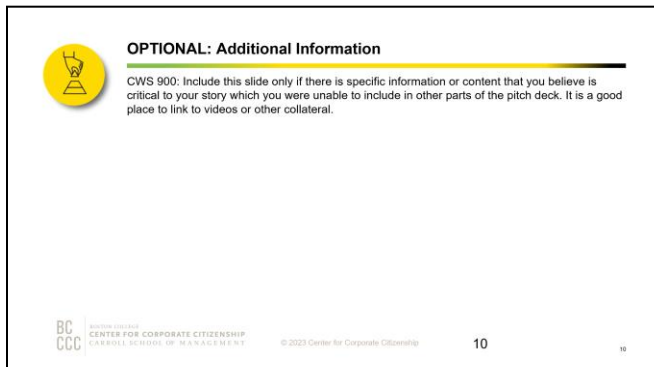 OPTIONAL: Additional Information
CWS 900: Include this slide only if there is specific information or content that you believe is
critical to your story which you were unable to include in other parts of the pitch deck. It is a good
place to link to videos or other collateral.
BC
CCC
BOSTON COLLEGE
CENTER FOR CORPORATE CITIZENSHIP
CARROLL SCHOOL OF MANAGEMENT
© 2023 Center for Corporate Citizenship
10
10